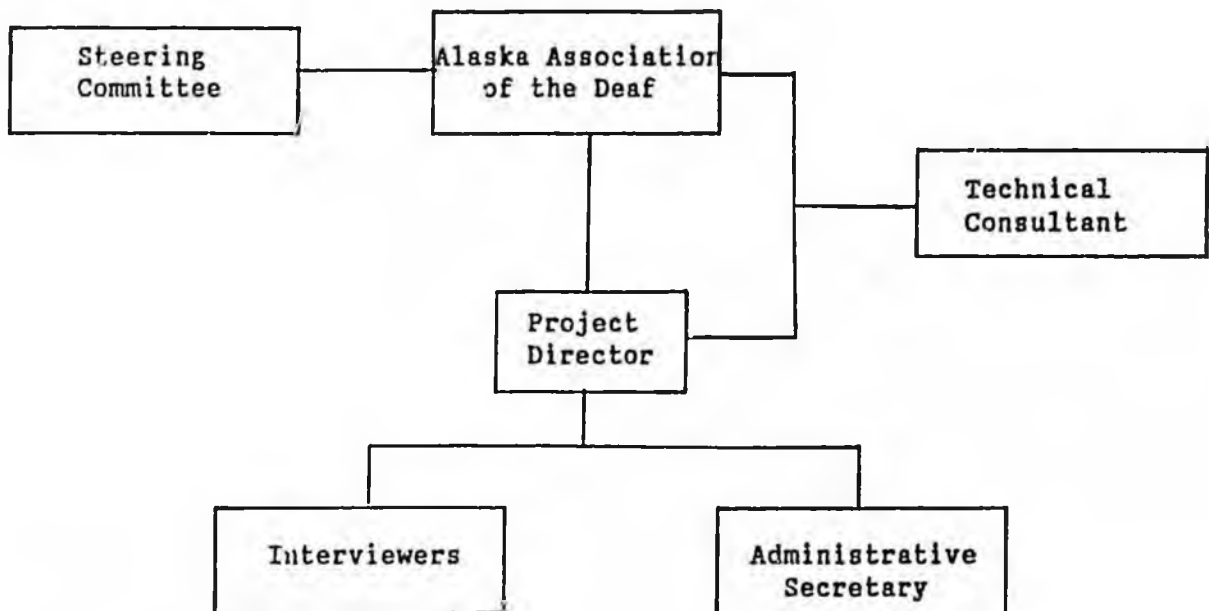 Steering
Committee
Alaska Association
of the Deaf
Technical
Consultant
Project
Director
Interviewers
Administrative
Secretary